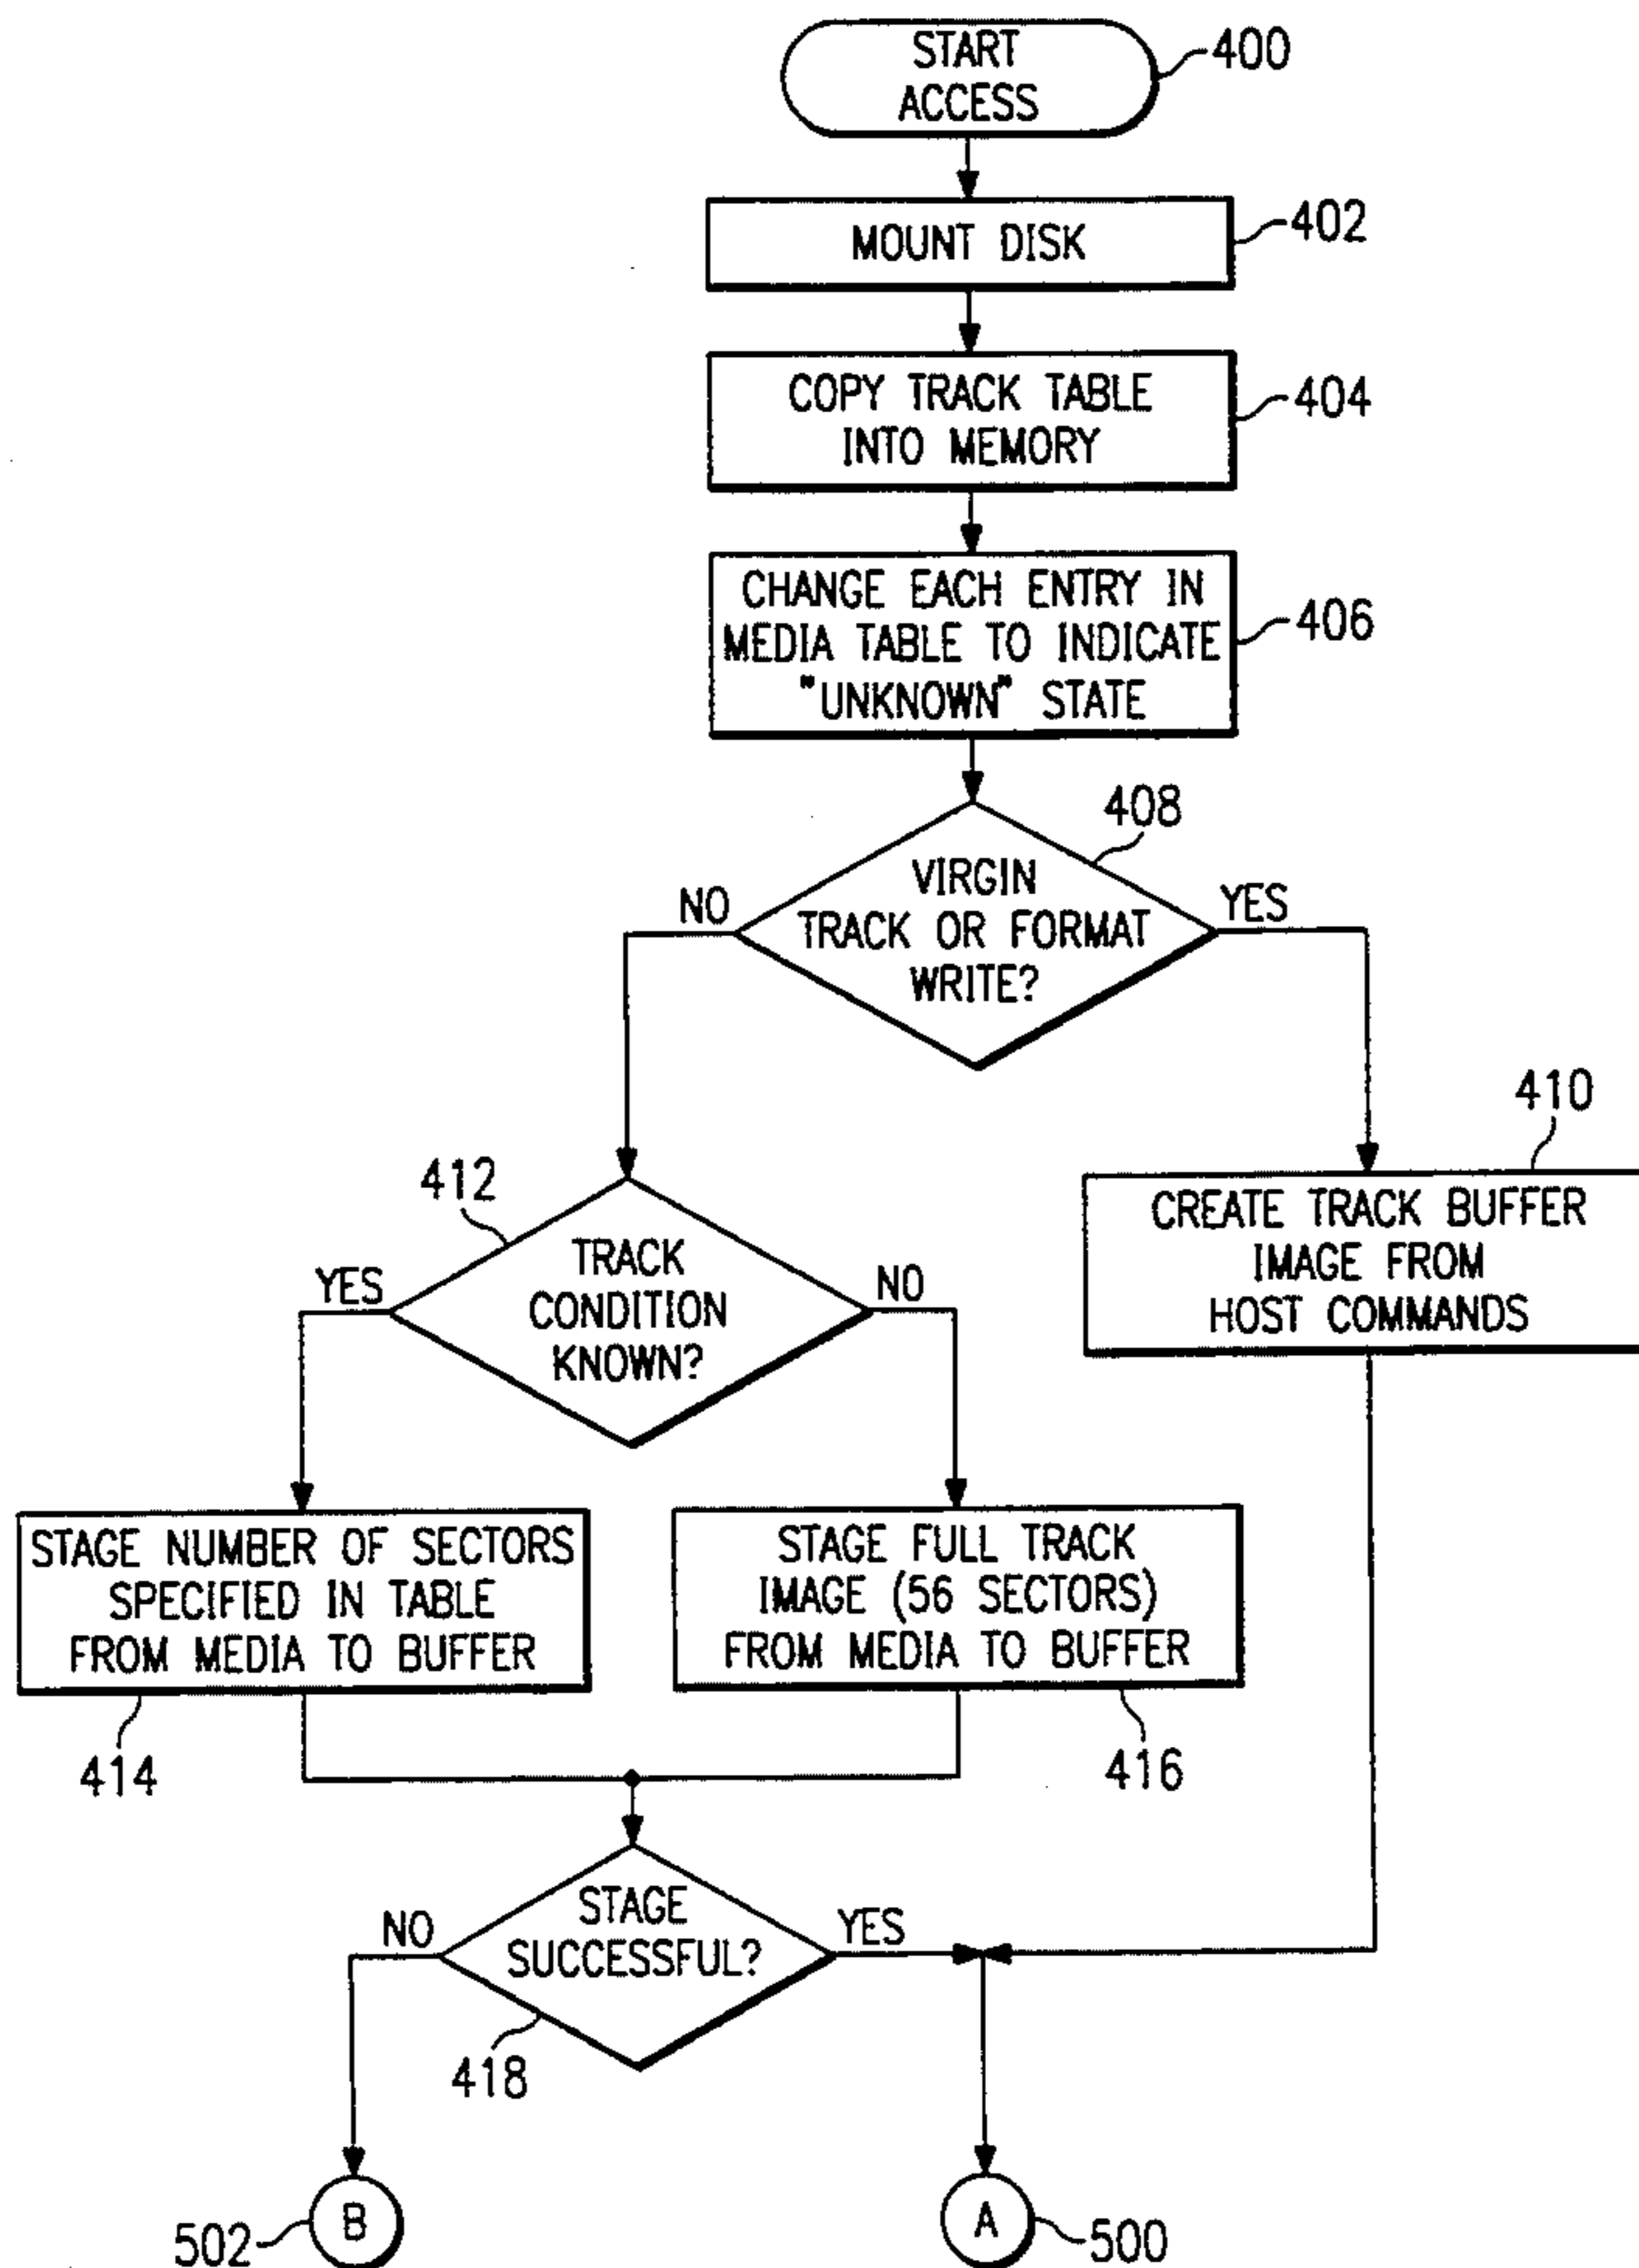 START
ACCESS
400
MOUNT DISK
402
COPY TRACK TABLE
INTO MEMORY
404
CHANGE EACH ENTRY IN
MEDIA TABLE TO INDICATE
"UNKNOWN" STATE
406
408
VIRGIN
TRACK OR FORMAT
WRITE?
NO
YES
410
CREATE TRACK BUFFER
IMAGE FROM
HOST COMMANDS
412
TRACK
CONDITION
KNOWN?
YES
NO
STAGE NUMBER OF SECTORS
SPECIFIED IN TABLE
FROM MEDIA TO BUFFER
414
STAGE FULL TRACK
IMAGE (56 SECTORS)
FROM MEDIA TO BUFFER
416
STAGE
SUCCESSFUL?
NO
YES
418
B
502
A
500